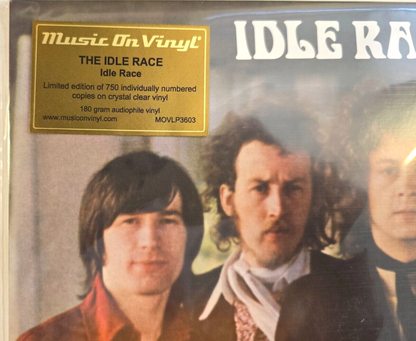 Music On Vinyl
THE IDLE RACE
Idle Race
Limited edition of 750 individually numbered
copies on crystal clear vinyl
180 gram audiophile vinyl
www.musiconvinyl.com MOVLP3603
IDLE RA